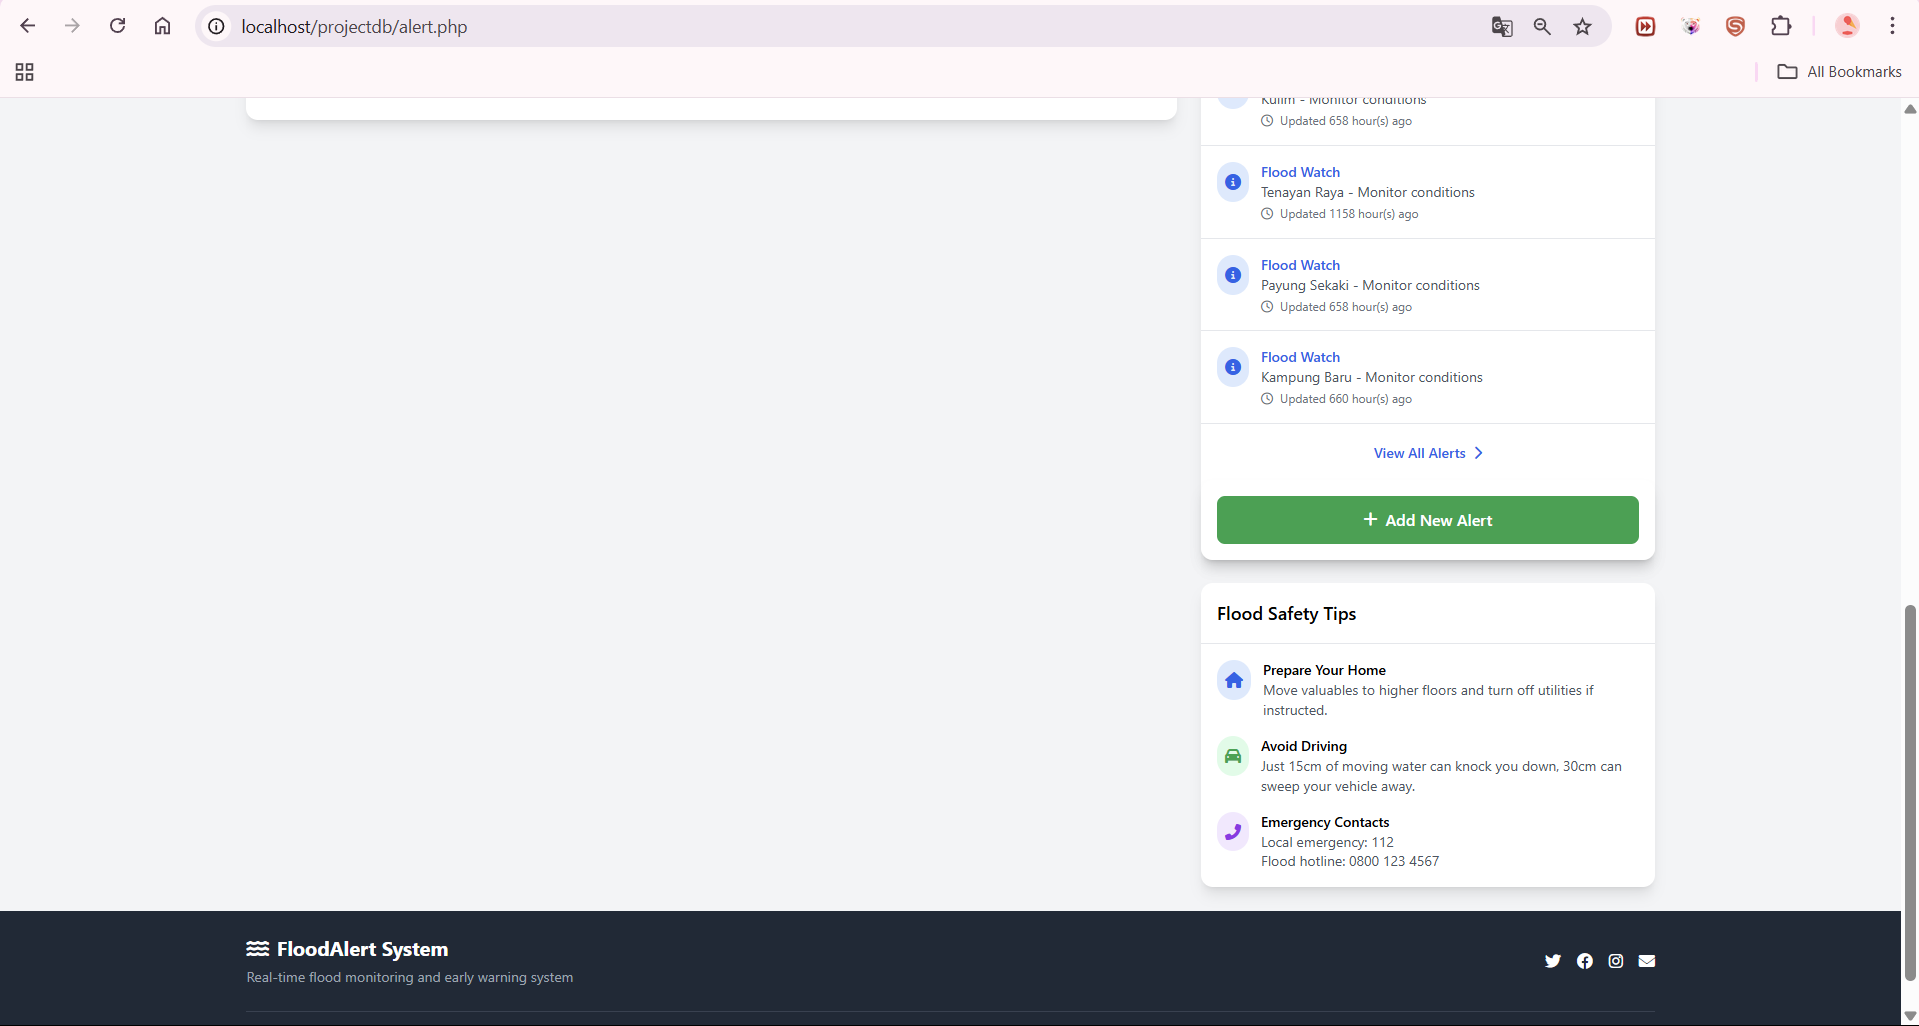 localhost/projectdb/alert.php
All Bookmarks
Kulim - Monitor conditions
Updated 658 hour(s) ago
Flood Watch
Tenayan Raya - Monitor conditions
Updated 1158 hour(s) ago
Flood Watch
Payung Sekaki - Monitor conditions
Updated 658 hour(s) ago
Flood Watch
Kampung Baru - Monitor conditions
Updated 660 hour(s) ago
View All Alerts
+ Add New Alert
Flood Safety Tips
Prepare Your Home
Move valuables to higher floors and turn off utilities if
instructed.
Avoid Driving
Just 15cm of moving water can knock you down, 30cm can
sweep your vehicle away.
Emergency Contacts
Local emergency: 112
Flood hotline: 0800 123 4567
FloodAlert System
Real-time flood monitoring and early warning system